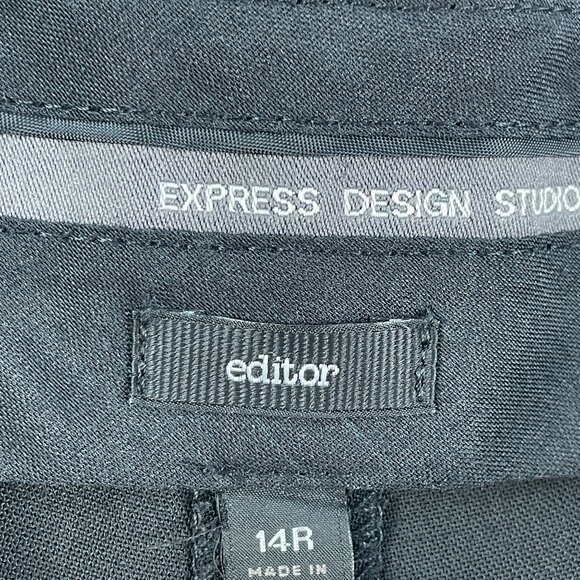 EXPRESS DESIGN STUDIO
editor
14R
MADE IN